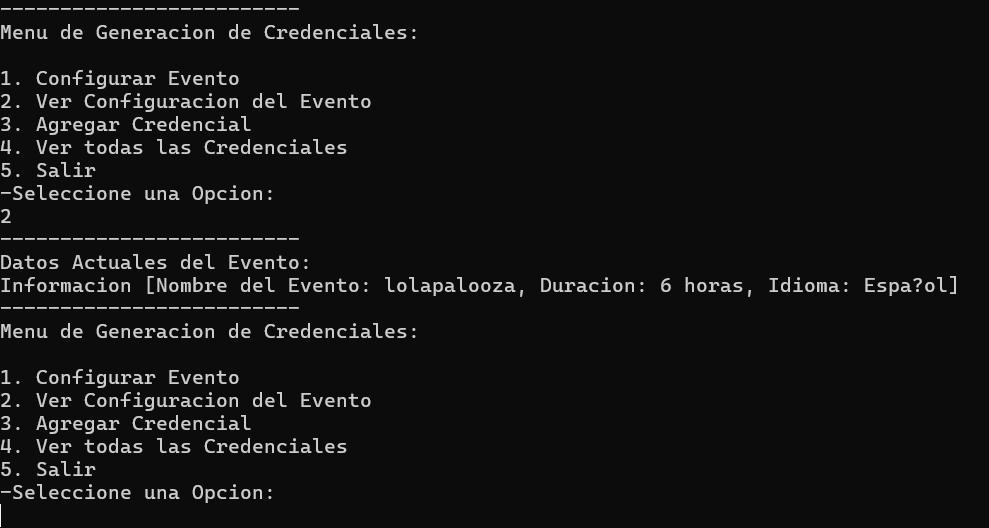 -------------------------
Menu de Generacion de Credenciales:
1. Configurar Evento
2. Ver Configuracion del Evento
3. Agregar Credencial
4. Ver todas las Credenciales
5. Salir
-Seleccione una Opcion:
2
-------------------------
Datos Actuales del Evento:
Informacion [Nombre del Evento: lolapalooza, Duracion: 6 horas, Idioma: Espa?ol]
-------------------------
Menu de Generacion de Credenciales:
1. Configurar Evento
2. Ver Configuracion del Evento
3. Agregar Credencial
4. Ver todas las Credenciales
5. Salir
-Seleccione una Opcion: